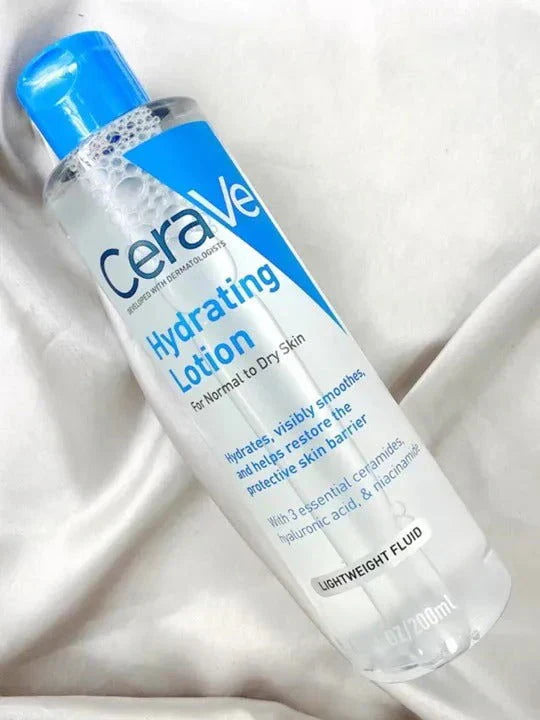 CeraVe
DEVELOPED WITH DERMATOLOGISTS
Hydrating
Lotion
For Normal to Dry Skin
Hydrates, visibly smoothes,
and helps restore the
protective skin barrier
With 3 essential ceramides,
hyaluronic acid, & niacinamide
LIGHTWEIGHT FLUID
oz/200mL